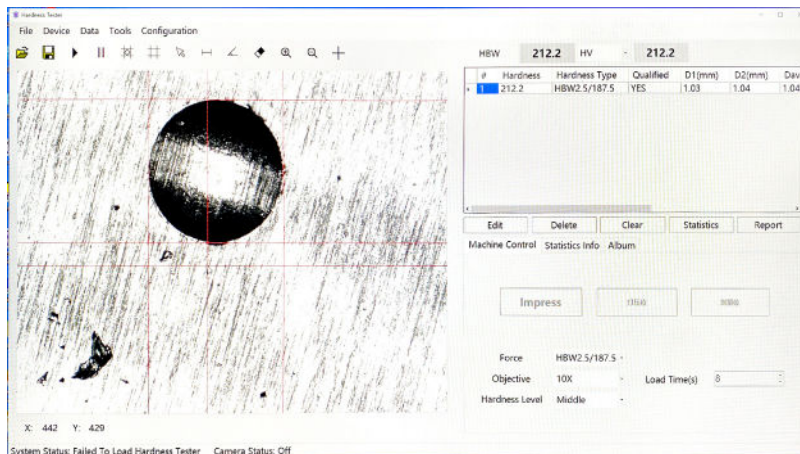 Hardness Tester
File Device Data Tools Configuration
HBW 212.2 HV - 212.2
# Hardness Hardness Type Qualified D1(mm) D2(mm) Dav
1 212.2 HBW2.5/187.5 YES 1.03 1.04 1.04
Edit Delete Clear Statistics Report
Machine Control Statistics Info Album
Impress
Force HBW2.5/187.5
Objective 10X Load Time(s) 8
Hardness Level Middle
X: 442 Y: 429
System Status: Failed To Load Hardness Tester Camera Status: Off